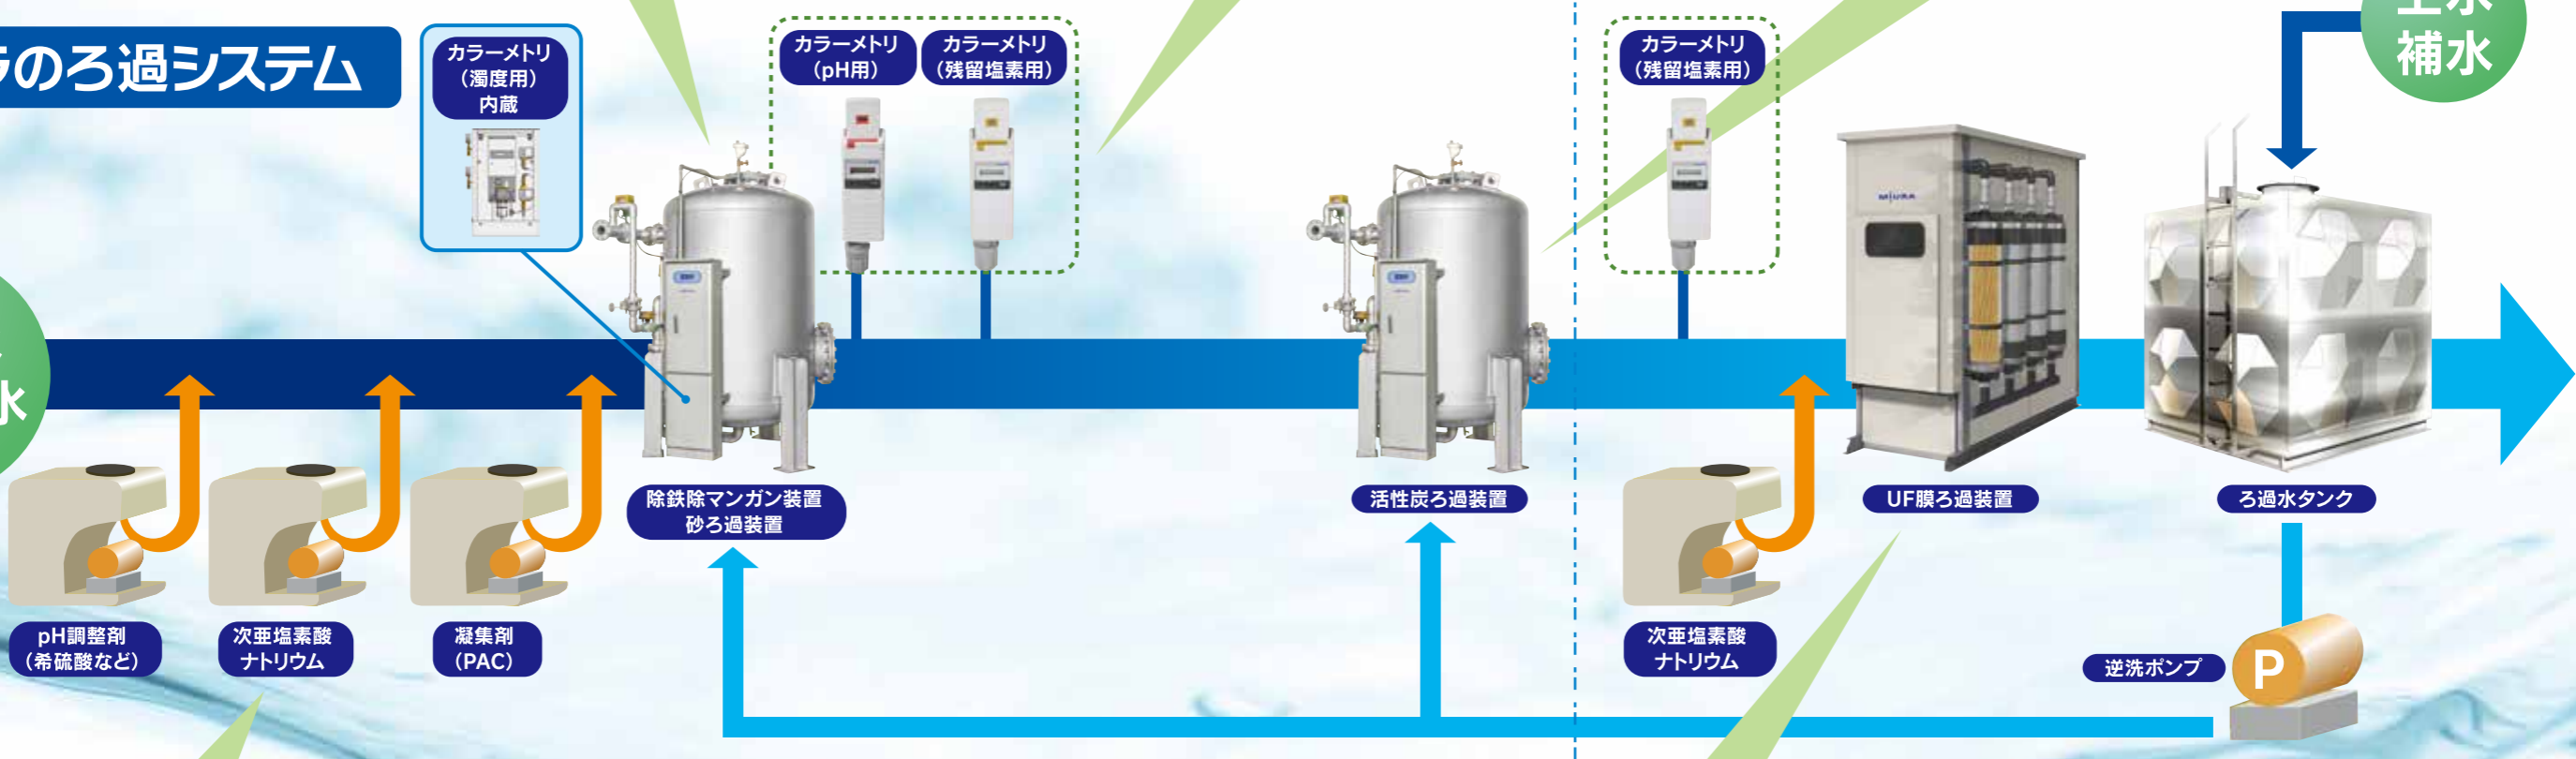 ラのろ過システム
カラーメトリ
（濁度用）
内蔵
カラーメトリ
（pH用）
カラーメトリ
（残留塩素用）
カラーメトリ
（残留塩素用）
上水
補水
MIURA
水
除鉄除マンガン装置
砂ろ過装置
活性炭ろ過装置
UF膜ろ過装置
ろ過水タンク
pH調整剤
（希硫酸など）
次亜塩素酸
ナトリウム
凝集剤
（PAC）
次亜塩素酸
ナトリウム
逆洗ポンプ
P